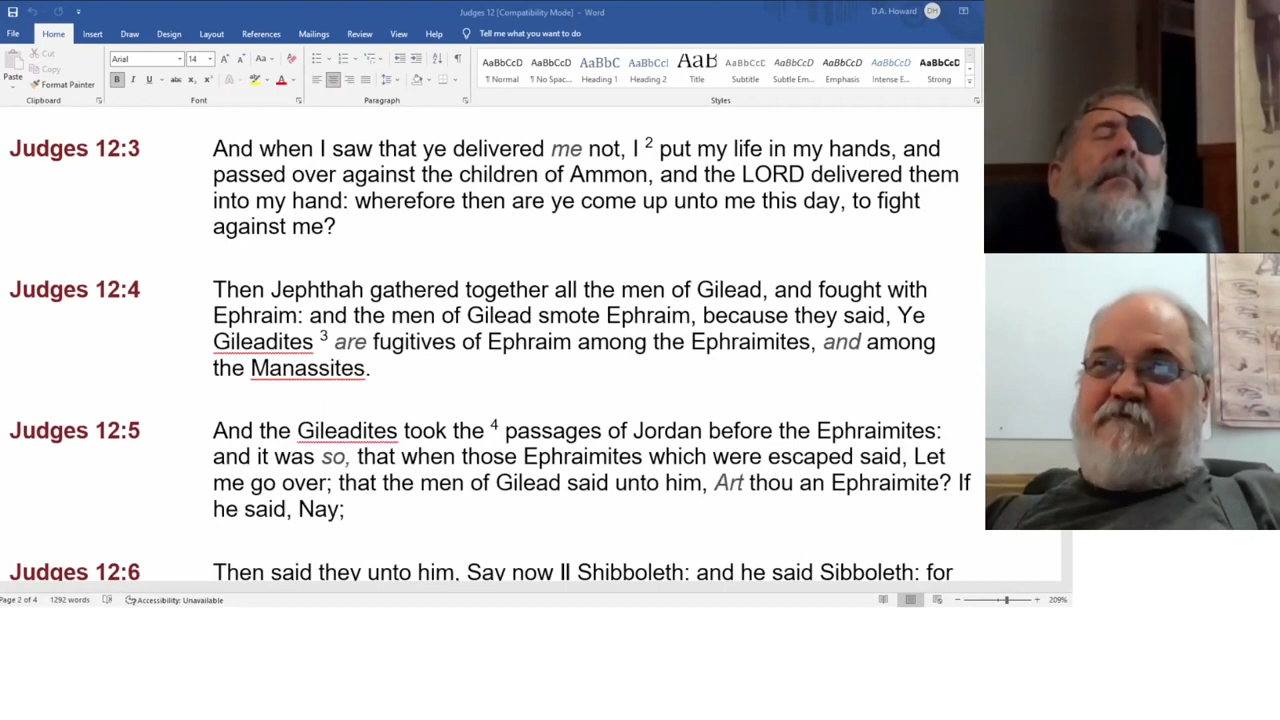 Judges 12 [Compatibility Mode] - Word
D.A. Howard DH
File Home Insert Draw Design Layout References Mailings Review View Help Tell me what you want to do
Cut
Copy
Format Painter
Paste
Arial 14
Clipboard Font Paragraph Styles
AaBbCcD AaBbCcD AaBbC AaBbCcI AaB AaBbCcD AaBbCcD AaBbCcD AaBbCcD AaBbCcD
¶ Normal ¶ No Spac... Heading 1 Heading 2 Title Subtitle Subtle Em... Emphasis Intense E... Strong
Judges 12:3 And when I saw that ye delivered me not, I 2 put my life in my hands, and
passed over against the children of Ammon, and the LORD delivered them
into my hand: wherefore then are ye come up unto me this day, to fight
against me?
Judges 12:4 Then Jephthah gathered together all the men of Gilead, and fought with
Ephraim: and the men of Gilead smote Ephraim, because they said, Ye
Gileadites 3 are fugitives of Ephraim among the Ephraimites, and among
the Manassites.
Judges 12:5 And the Gileadites took the 4 passages of Jordan before the Ephraimites:
and it was so, that when those Ephraimites which were escaped said, Let
me go over; that the men of Gilead said unto him, Art thou an Ephraimite? If
he said, Nay;
Judges 12:6 Then said they unto him, Say now ll Shibboleth: and he said Sibboleth: for
Page 2 of 4 1292 words Accessibility: Unavailable 209%